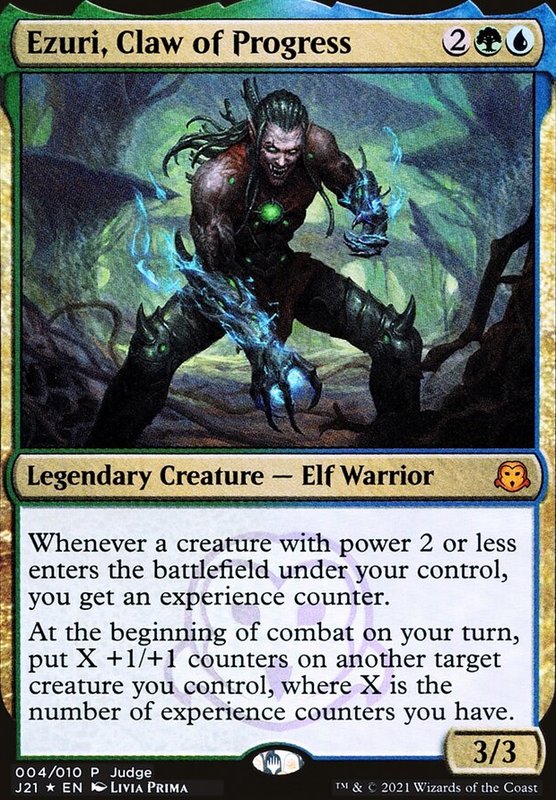 Ezuri, Claw of Progress 2
Legendary Creature — Elf Warrior
Whenever a creature with power 2 or less
enters the battlefield under your control,
you get an experience counter.
At the beginning of combat on your turn,
put X +1/+1 counters on another target
creature you control, where X is the
number of experience counters you have.
3/3
004/010 P Judge
J21 ★ EN Livia Prima
™ & © 2021 Wizards of the Coast